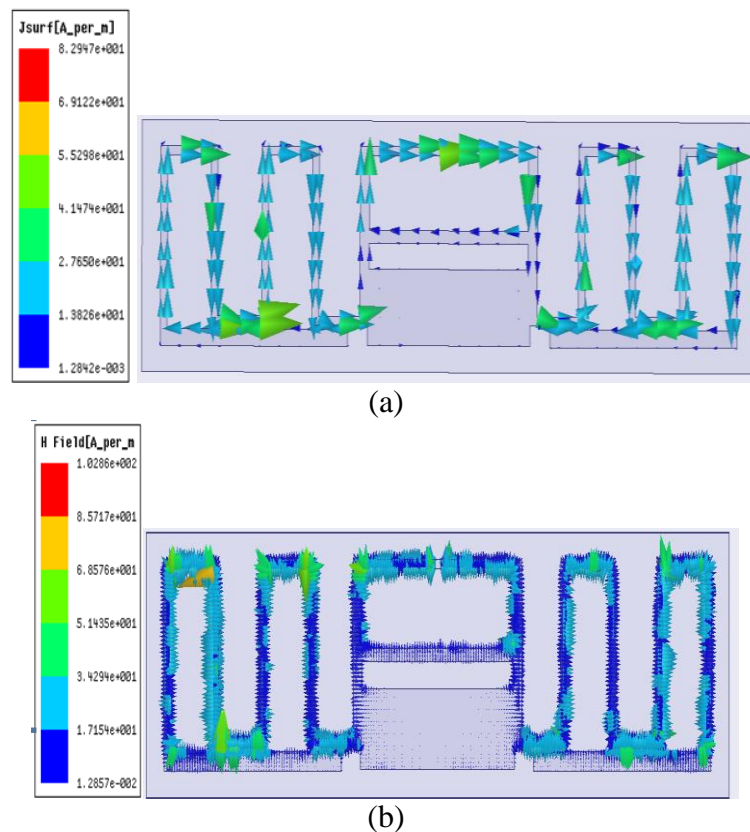 Jsurf[A_per_m]
8.2947e+001
6.9122e+001
5.5298e+001
4.1474e+001
2.7650e+001
1.3826e+001
1.2842e-003
(a)
H Field[A_per_m
1.0286e+002
8.5717e+001
6.8576e+001
5.1435e+001
3.4294e+001
1.7154e+001
1.2857e-002
(b)